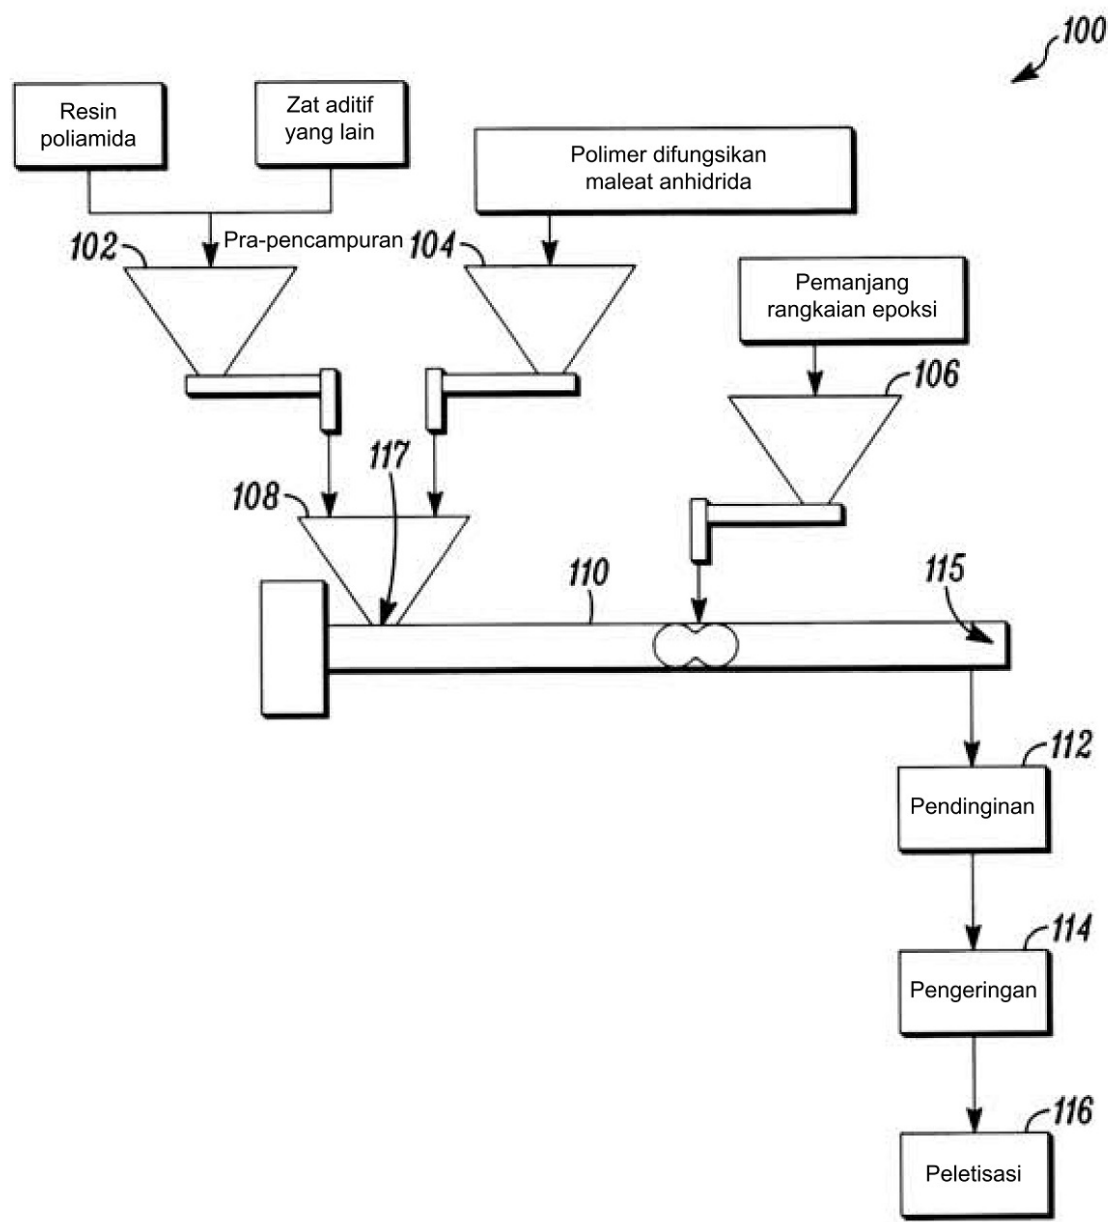 100
Resin
poliamida
Zat aditif
yang lain
Polimer difungsikan
maleat anhidrida
102
Pra-pencampuran
104
Pemanjang
rangkaian epoksi
106
117
108
110
115
112
Pendinginan
114
Pengeringan
116
Peletisasi